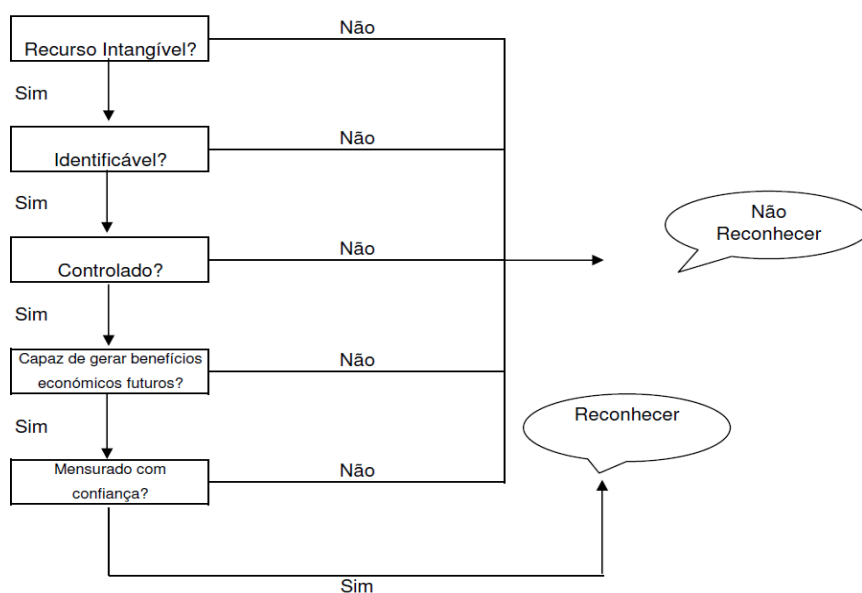 Não
Recurso Intangível?
Sim
Não
Identificável?
Sim
Não
Reconhecer
Não
Controlado?
Sim
Capaz de gerar benefícios
económicos futuros?
Não
Sim
Reconhecer
Mensurado com
confiança?
Não
Sim